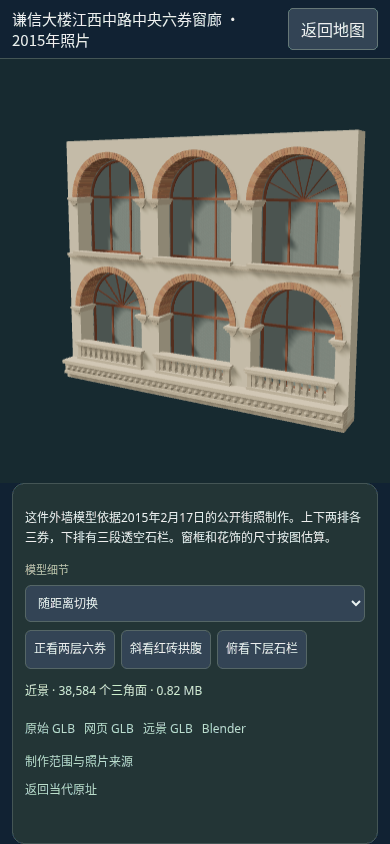 谦信大楼江西中路中央六券窗廊 ·
2015年照片
返回地图
这件外墙模型依据2015年2月17日的公开街照制作。上下两排各
三券，下排有三段透空石栏。窗框和花饰的尺寸按图估算。
模型细节
随距离切换
正看两层六券
斜看红砖拱腹
俯看下层石栏
近景 · 38,584 个三角面 · 0.82 MB
原始 GLB 网页 GLB 远景 GLB Blender
制作范围与照片来源
返回当代原址